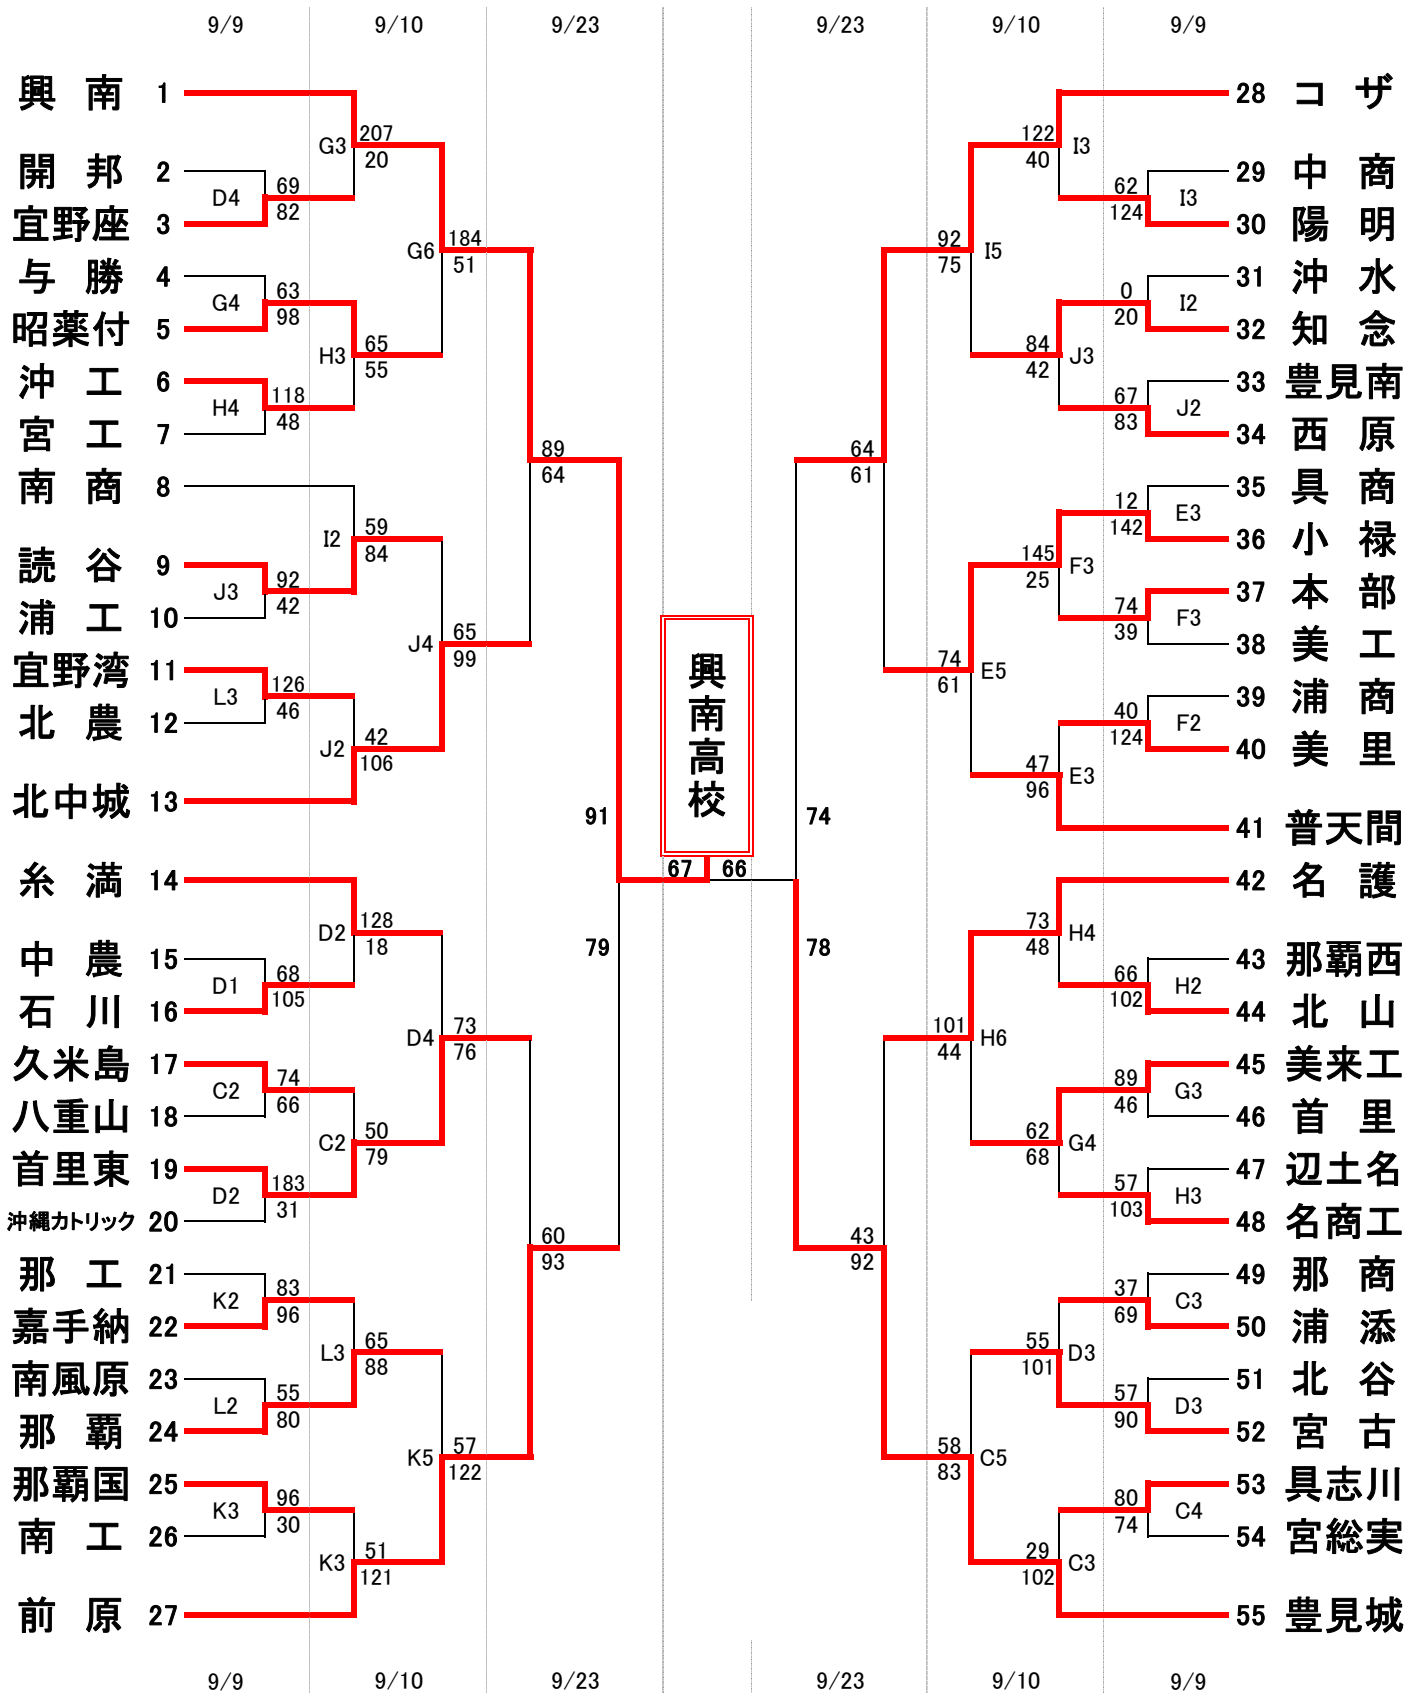 9/9 9/10 9/23 9/23 9/10 9/9
興 南 1
開 邦 2
宜野座 3
与 勝 4
昭薬付 5
沖 工 6
宮 工 7
南 商 8
読 谷 9
浦 工 10
宜野湾 11
北 農 12
北中城 13
糸 満 14
中 農 15
石 川 16
久米島 17
八重山 18
首里東 19
沖縄カトリック 20
那 工 21
嘉手納 22
南風原 23
那 覇 24
那覇国 25
南 工 26
前 原 27
D4 69 82
G4 63 98
H4 118 48
J3 92 42
L3 126 46
D1 68 105
C2 74 66
D2 183 31
K2 83 96
L2 55 80
K3 96 30
G3 207 20
H3 65 55
I2 59 84
J2 42 106
D2 128 18
C2 50 79
L3 65 88
K3 51 121
G6 184 51
J4 65 99
D4 73 76
K5 57 122
89 64
60 93
91
79
興南高校
67 66
74
78
64 61
43 92
92 75 I5
74 61 E5
101 44 H6
58 83 C5
122 40 I3
84 42 J3
145 25 F3
47 96 E3
73 48 H4
62 68 G4
55 101 D3
29 102 C3
62 124 I3
0 20 I2
67 83 J2
12 142 E3
74 39 F3
40 124 F2
66 102 H2
89 46 G3
57 103 H3
37 69 C3
57 90 D3
80 74 C4
28 コ ザ
29 中 商
30 陽 明
31 沖 水
32 知 念
33 豊見南
34 西 原
35 具 商
36 小 禄
37 本 部
38 美 工
39 浦 商
40 美 里
41 普天間
42 名 護
43 那覇西
44 北 山
45 美来工
46 首 里
47 辺土名
48 名商工
49 那 商
50 浦 添
51 北 谷
52 宮 古
53 具志川
54 宮総実
55 豊見城
9/9 9/10 9/23 9/23 9/10 9/9